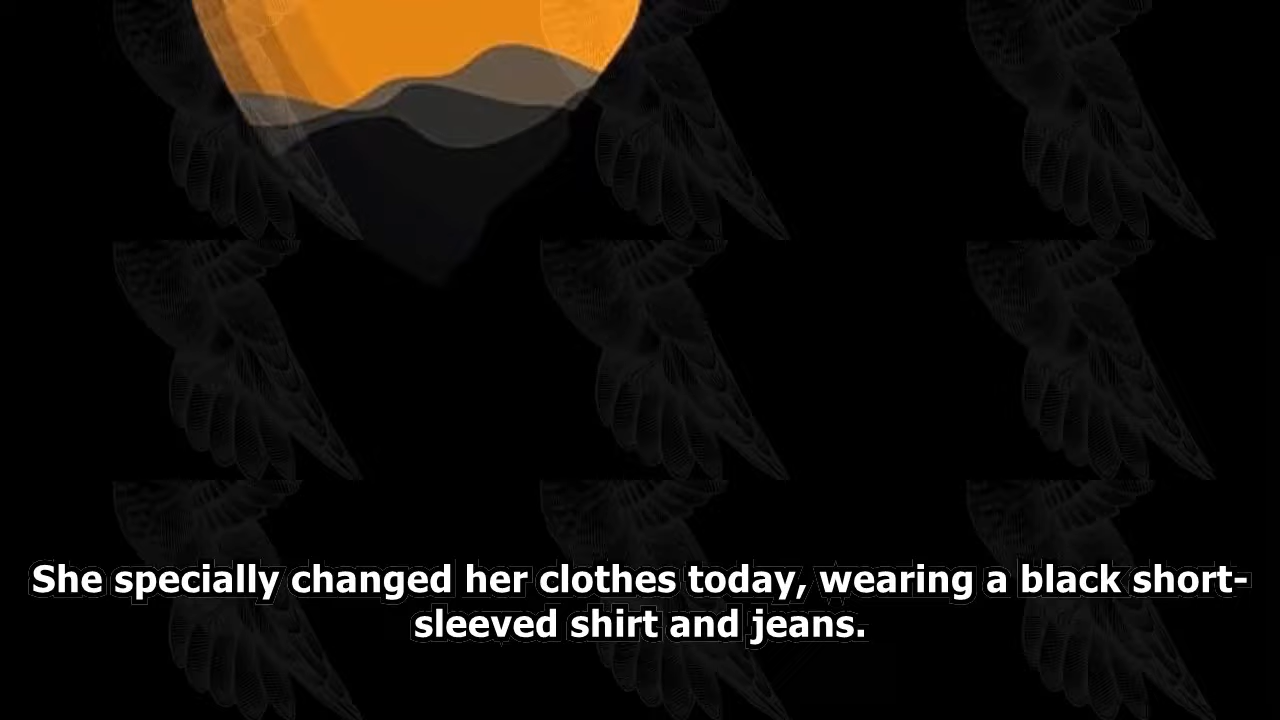 She specially changed her clothes today, wearing a black short-
sleeved shirt and jeans.